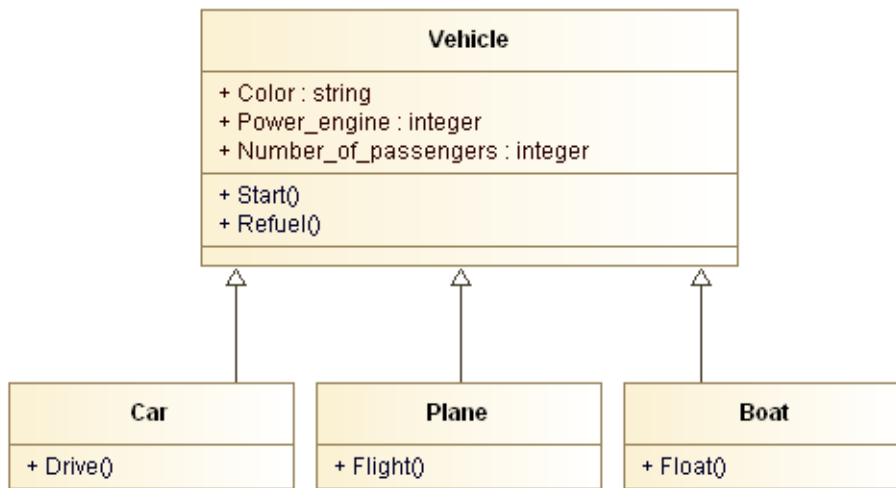 Vehicle
+ Color : string
+ Power_engine : integer
+ Number_of_passengers : integer
+ Start()
+ Refuel()
Car
Plane
Boat
+ Drive()
+ Flight()
+ Float()